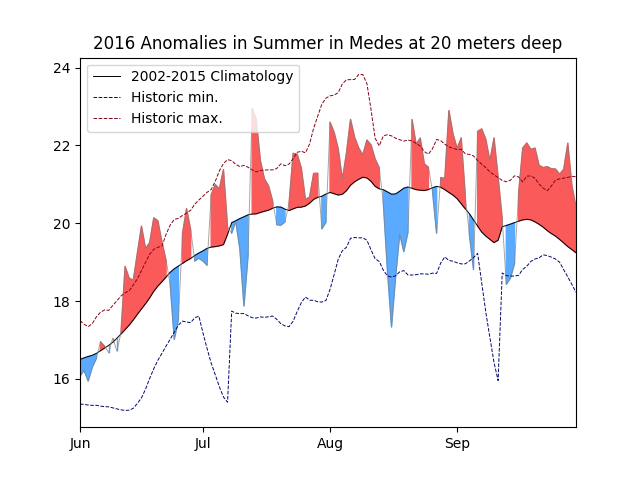 2016 Anomalies in Summer in Medes at 20 meters deep
2002-2015 Climatology
Historic min.
Historic max.
24
22
20
18
16
Jun Jul Aug Sep